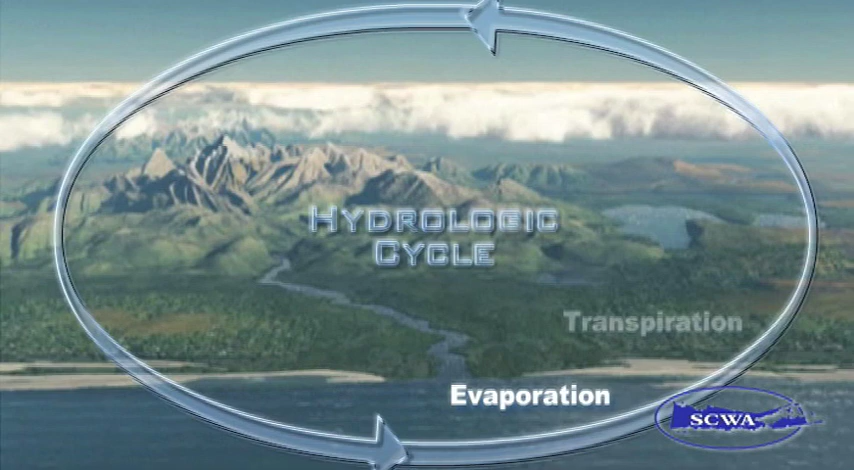 HYDROLOGIC
CYCLE
Transpiration
Evaporation
SCWA